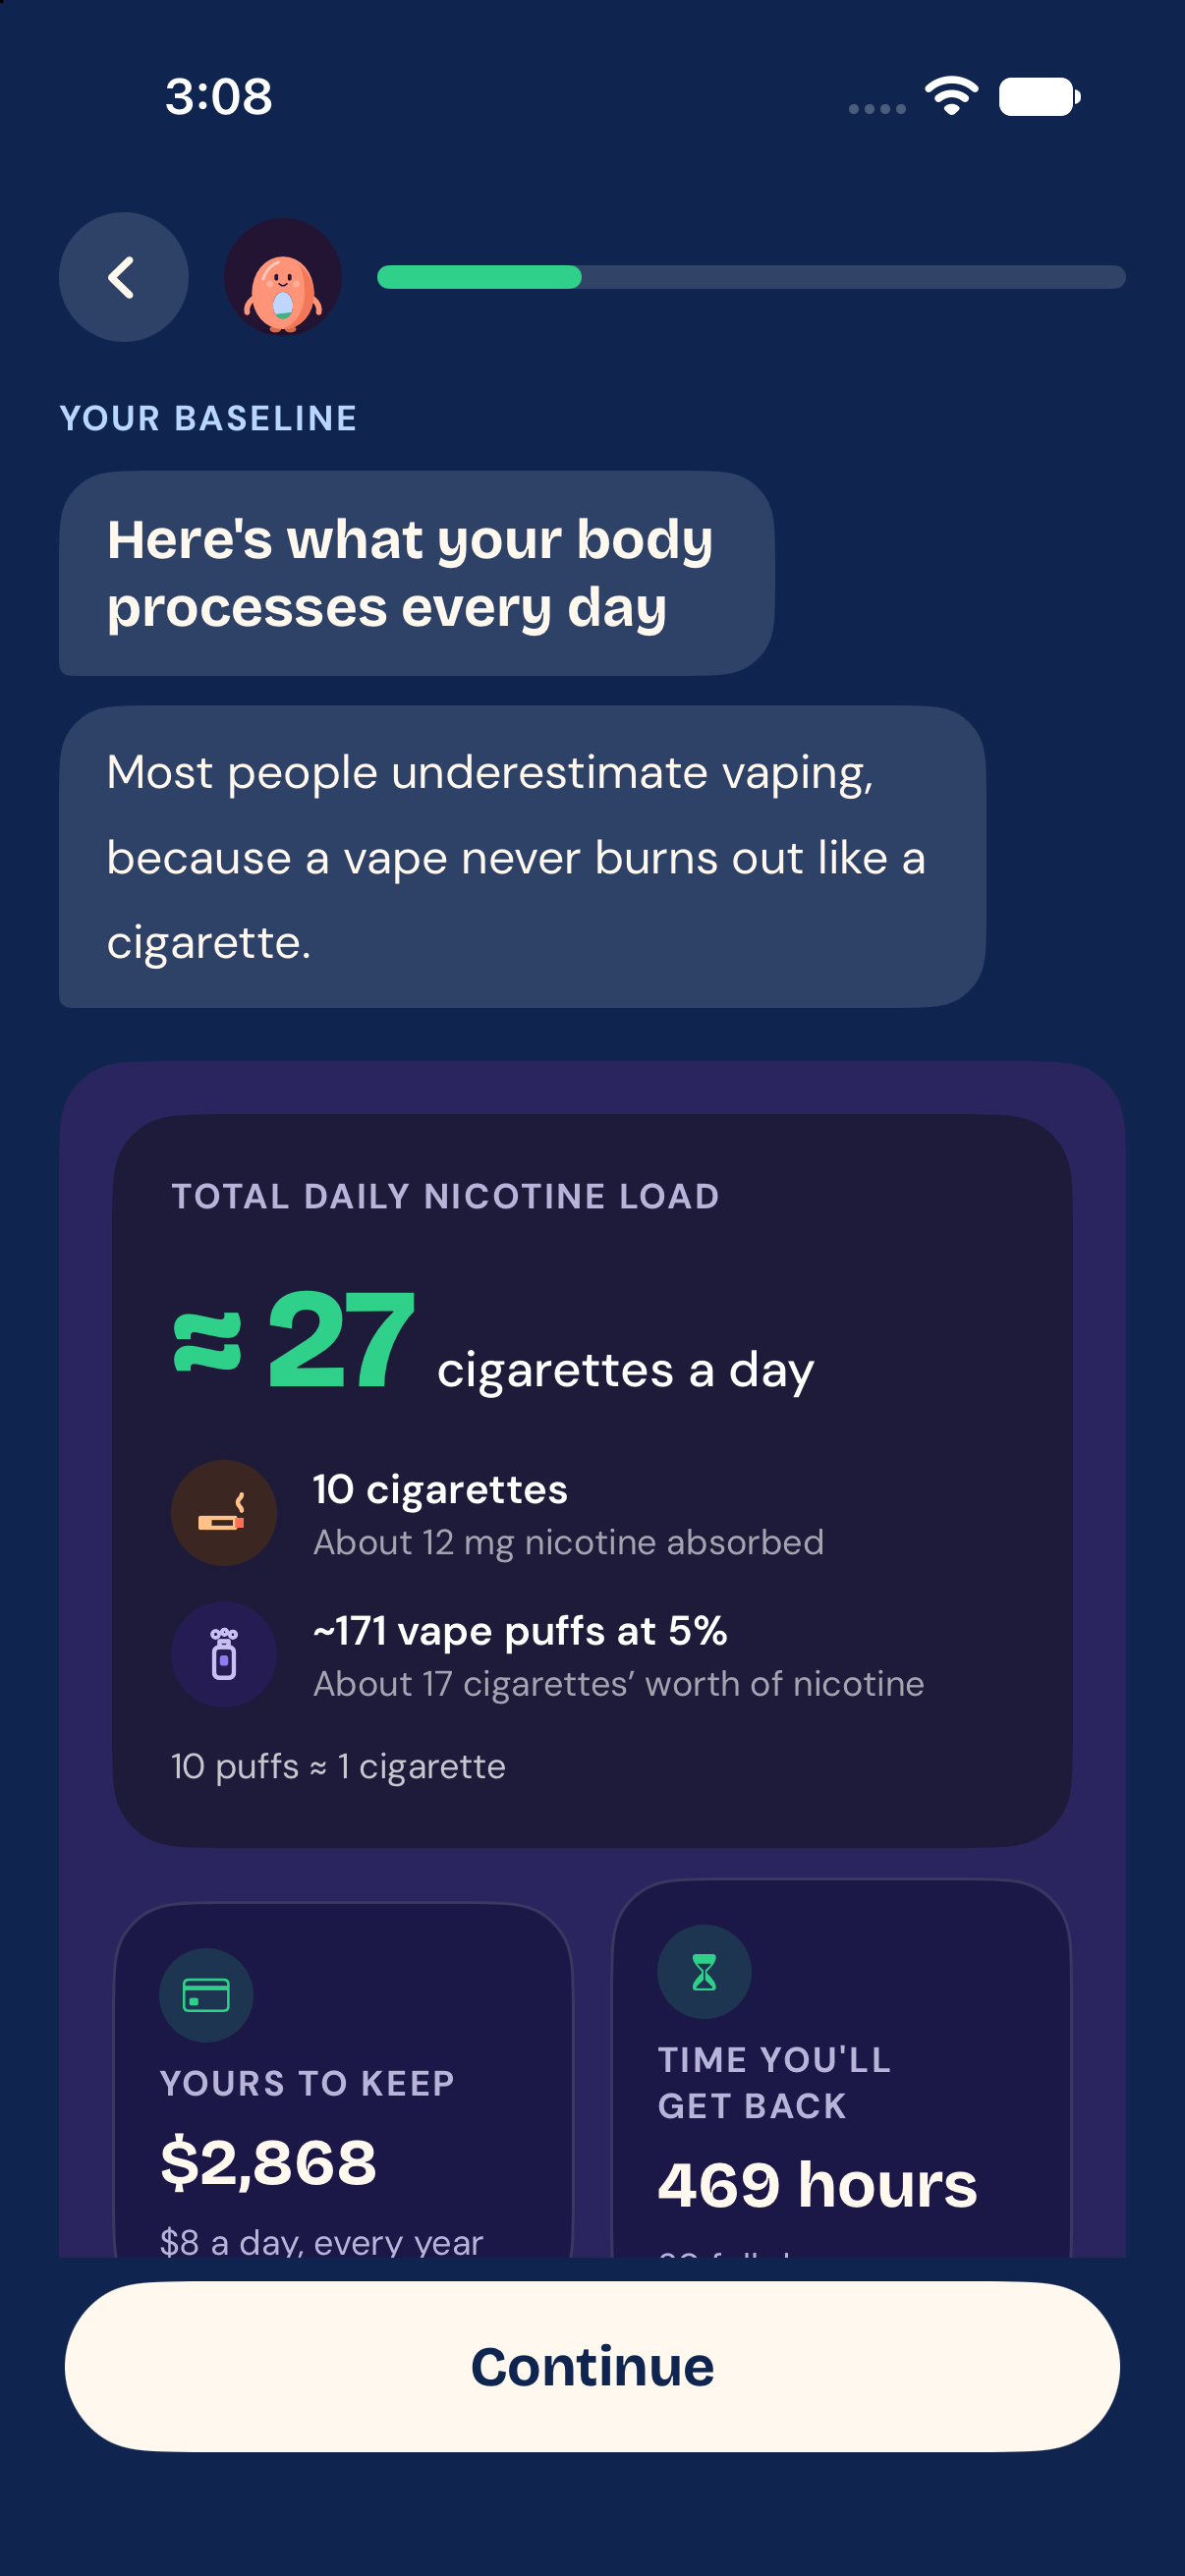 3:08
YOUR BASELINE
Here's what your body
processes every day
Most people underestimate vaping,
because a vape never burns out like a
cigarette.
TOTAL DAILY NICOTINE LOAD
≈ 27 cigarettes a day
10 cigarettes
About 12 mg nicotine absorbed
~171 vape puffs at 5%
About 17 cigarettes’ worth of nicotine
10 puffs ≈ 1 cigarette
YOURS TO KEEP
$2,868
$8 a day, every year
TIME YOU'LL
GET BACK
469 hours
Continue